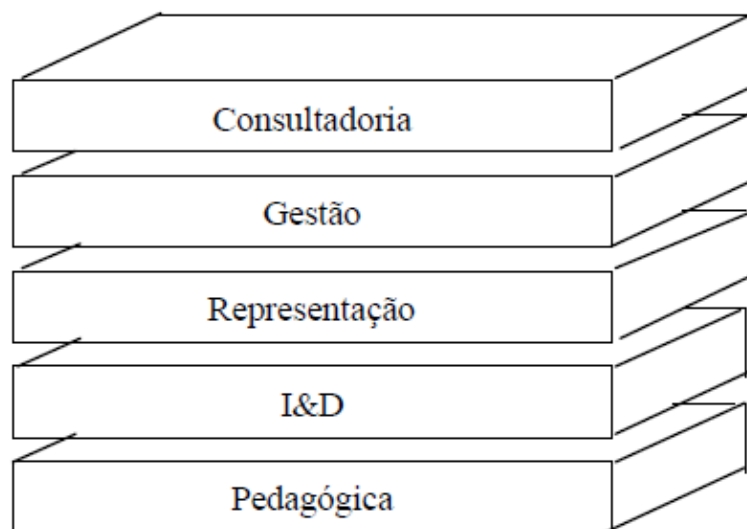 Consultadoria
Gestão
Representação
I&D
Pedagógica